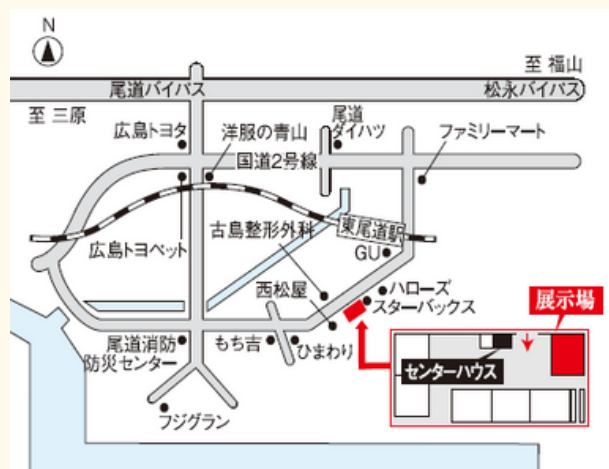 N
至 福山
尾道バイパス
松永バイパス
至 三原
広島トヨタ
洋服の青山
尾道
ダイハツ
ファミリーマート
国道2号線
古島整形外科
東尾道駅
広島トヨペット
GU
西松屋
ハローズ
スターバックス
展示場
尾道消防
防災センター
もち吉
ひまわり
センターハウス
フジグラン